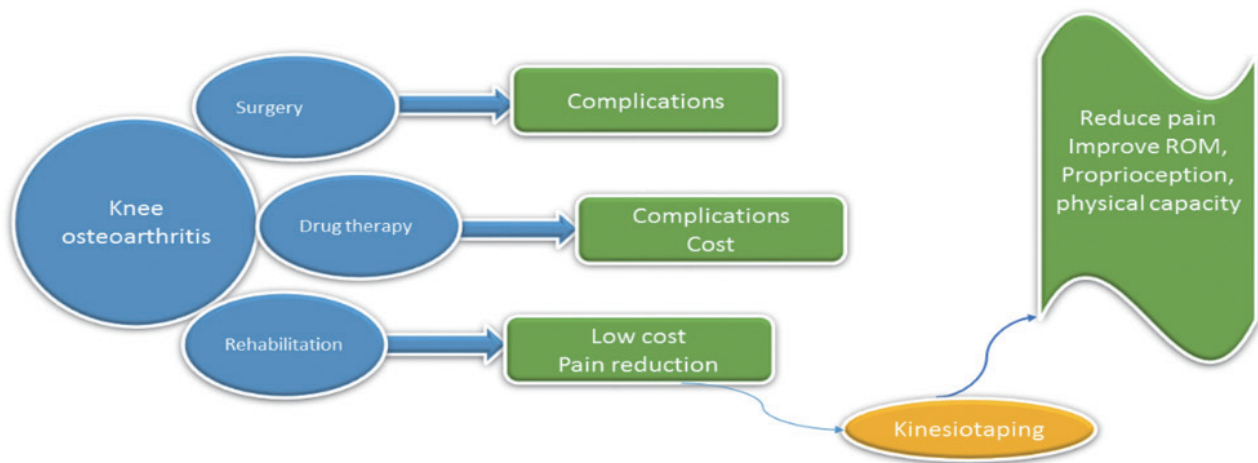 Knee
osteoarthritis
Surgery
Complications
Drug therapy
Complications
Cost
Rehabilitation
Low cost
Pain reduction
Kinesiotaping
Reduce pain
Improve ROM,
Proprioception,
physical capacity